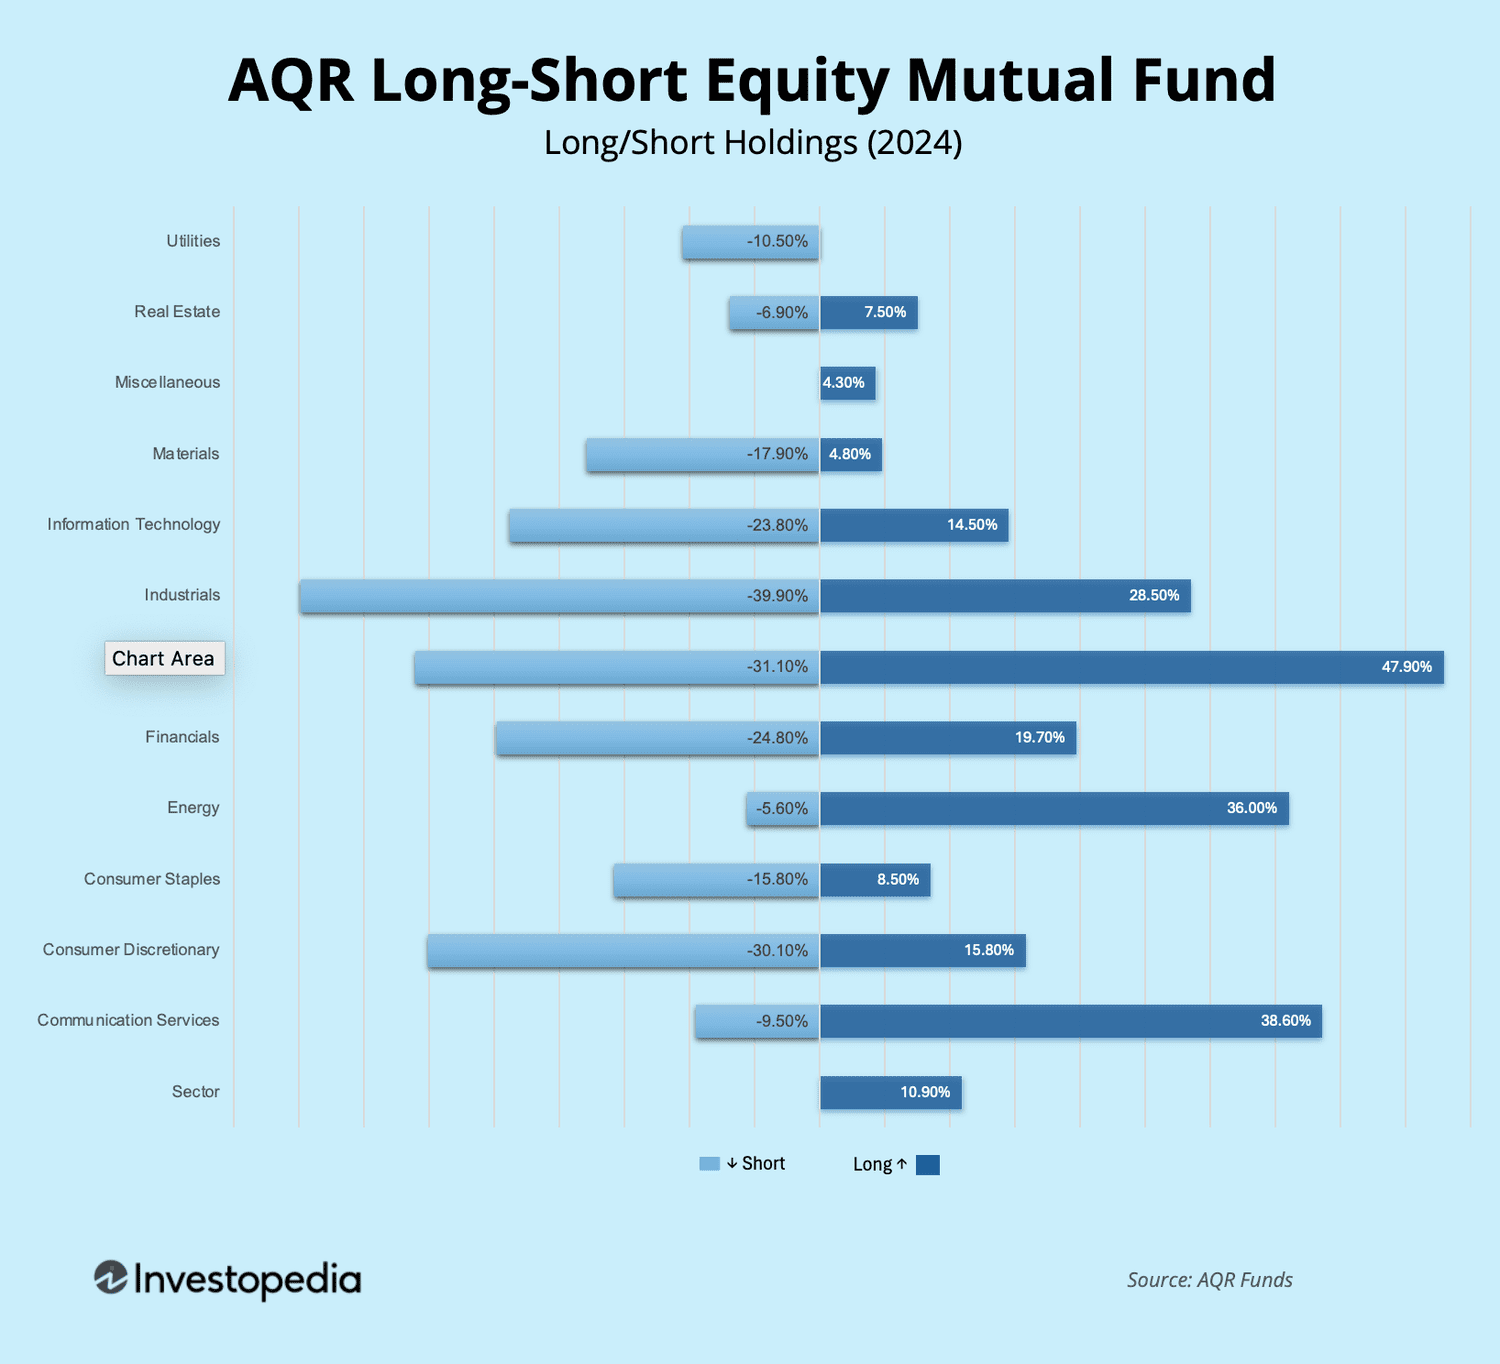 AQR Long-Short Equity Mutual Fund
Long/Short Holdings (2024)
Utilities -10.50%
Real Estate -6.90% 7.50%
Miscellaneous 4.30%
Materials -17.90% 4.80%
Information Technology -23.80% 14.50%
Industrials -39.90% 28.50%
Chart Area -31.10% 47.90%
Financials -24.80% 19.70%
Energy -5.60% 36.00%
Consumer Staples -15.80% 8.50%
Consumer Discretionary -30.10% 15.80%
Communication Services -9.50% 38.60%
Sector 10.90%
↓ Short Long ↑
Investopedia Source: AQR Funds